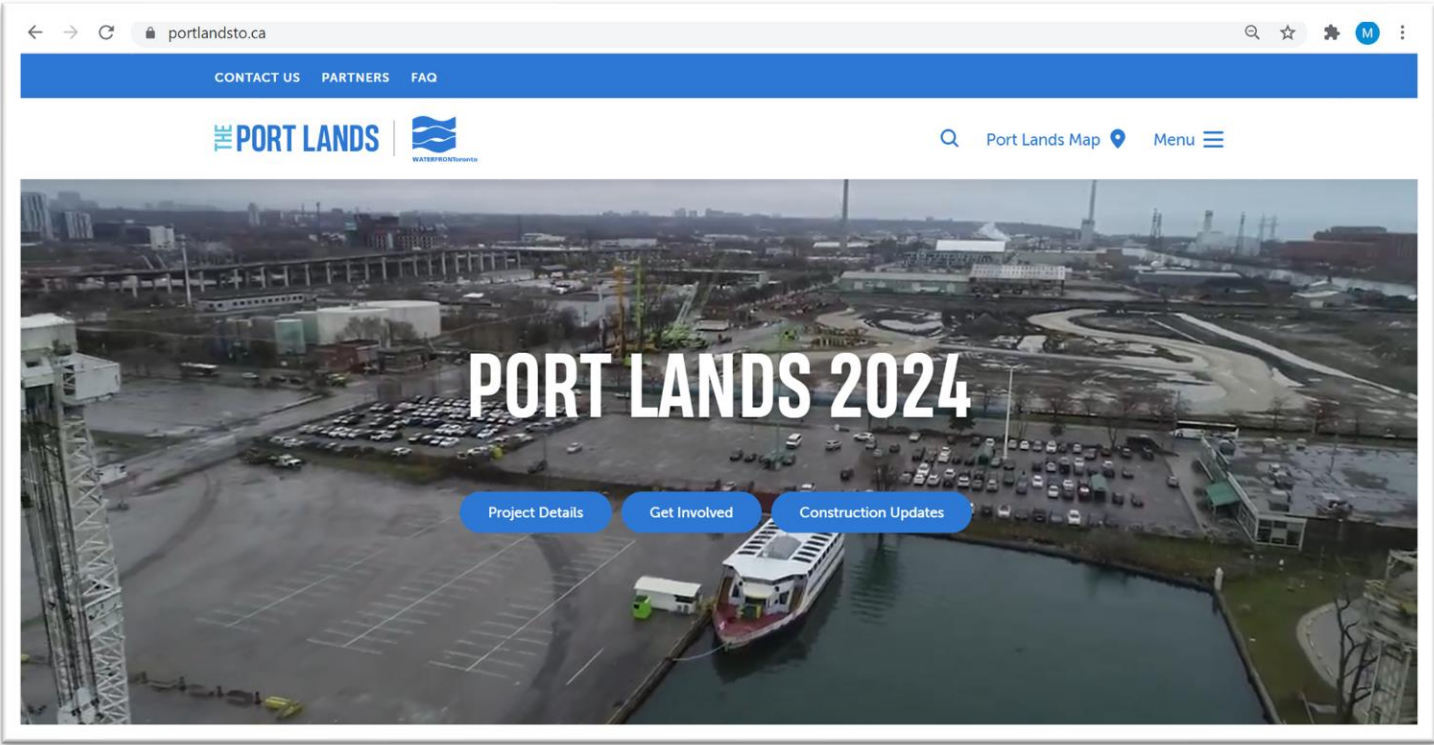 portlandsto.ca
M
CONTACT US PARTNERS FAQ
THE PORT LANDS
WATERFRONToronto
Port Lands Map
Menu
PORT LANDS 2024
Project Details Get Involved Construction Updates